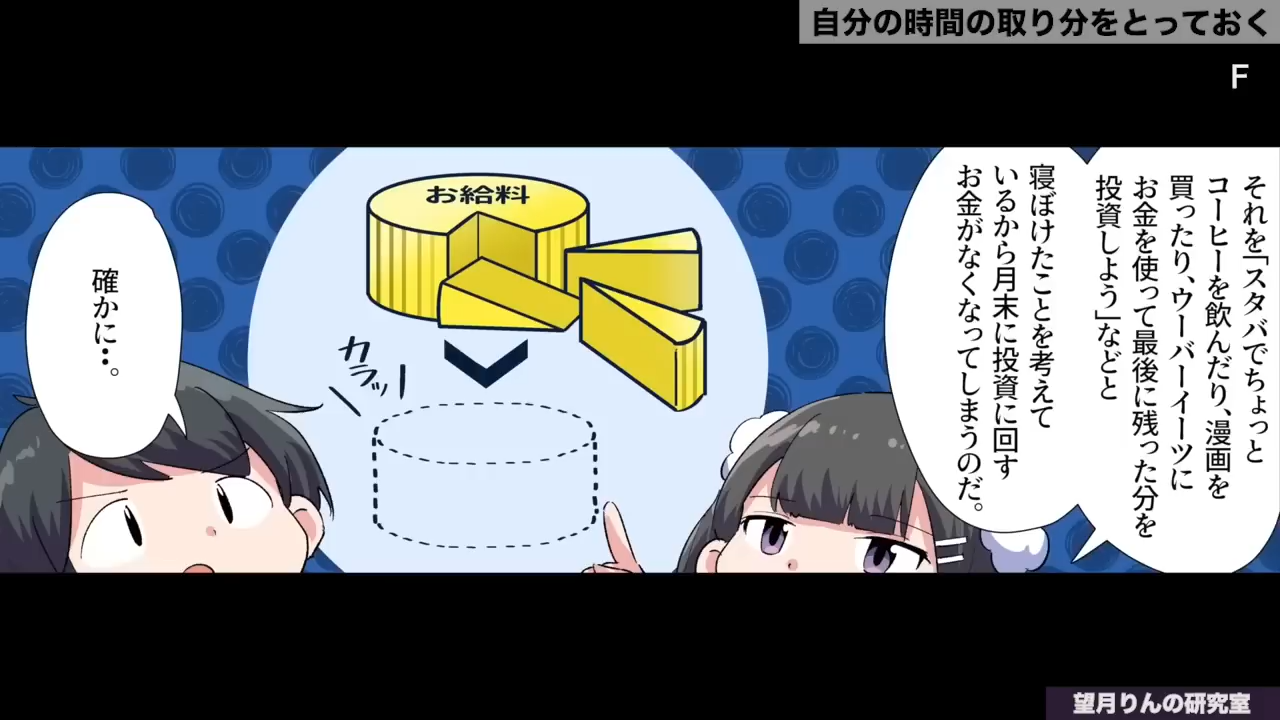 自分の時間の取り分をとっておく
F
それを「スタバでちょっと
コーヒーを飲んだり、漫画を
買ったり、ウーバーイーツに
お金を使って最後に残った分を
投資しよう」などと
寝ぼけたことを考えて
いるから月末に投資に回す
お金がなくなってしまうのだ。
お給料
カラッ
確かに…。
望月りんの研究室